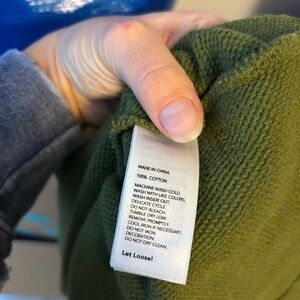 MADE IN CHINA
100% COTTON
MACHINE WASH COLD.
WASH WITH LIKE COLORS.
WASH INSIDE OUT.
DELICATE CYCLE.
DO NOT BLEACH
TUMBLE DRY LOW
REMOVE PROMPTLY.
COOL IRON IF NECESSARY.
DO NOT IRON
DECORATION.
DO NOT DRY CLEAN.
Let Loose!